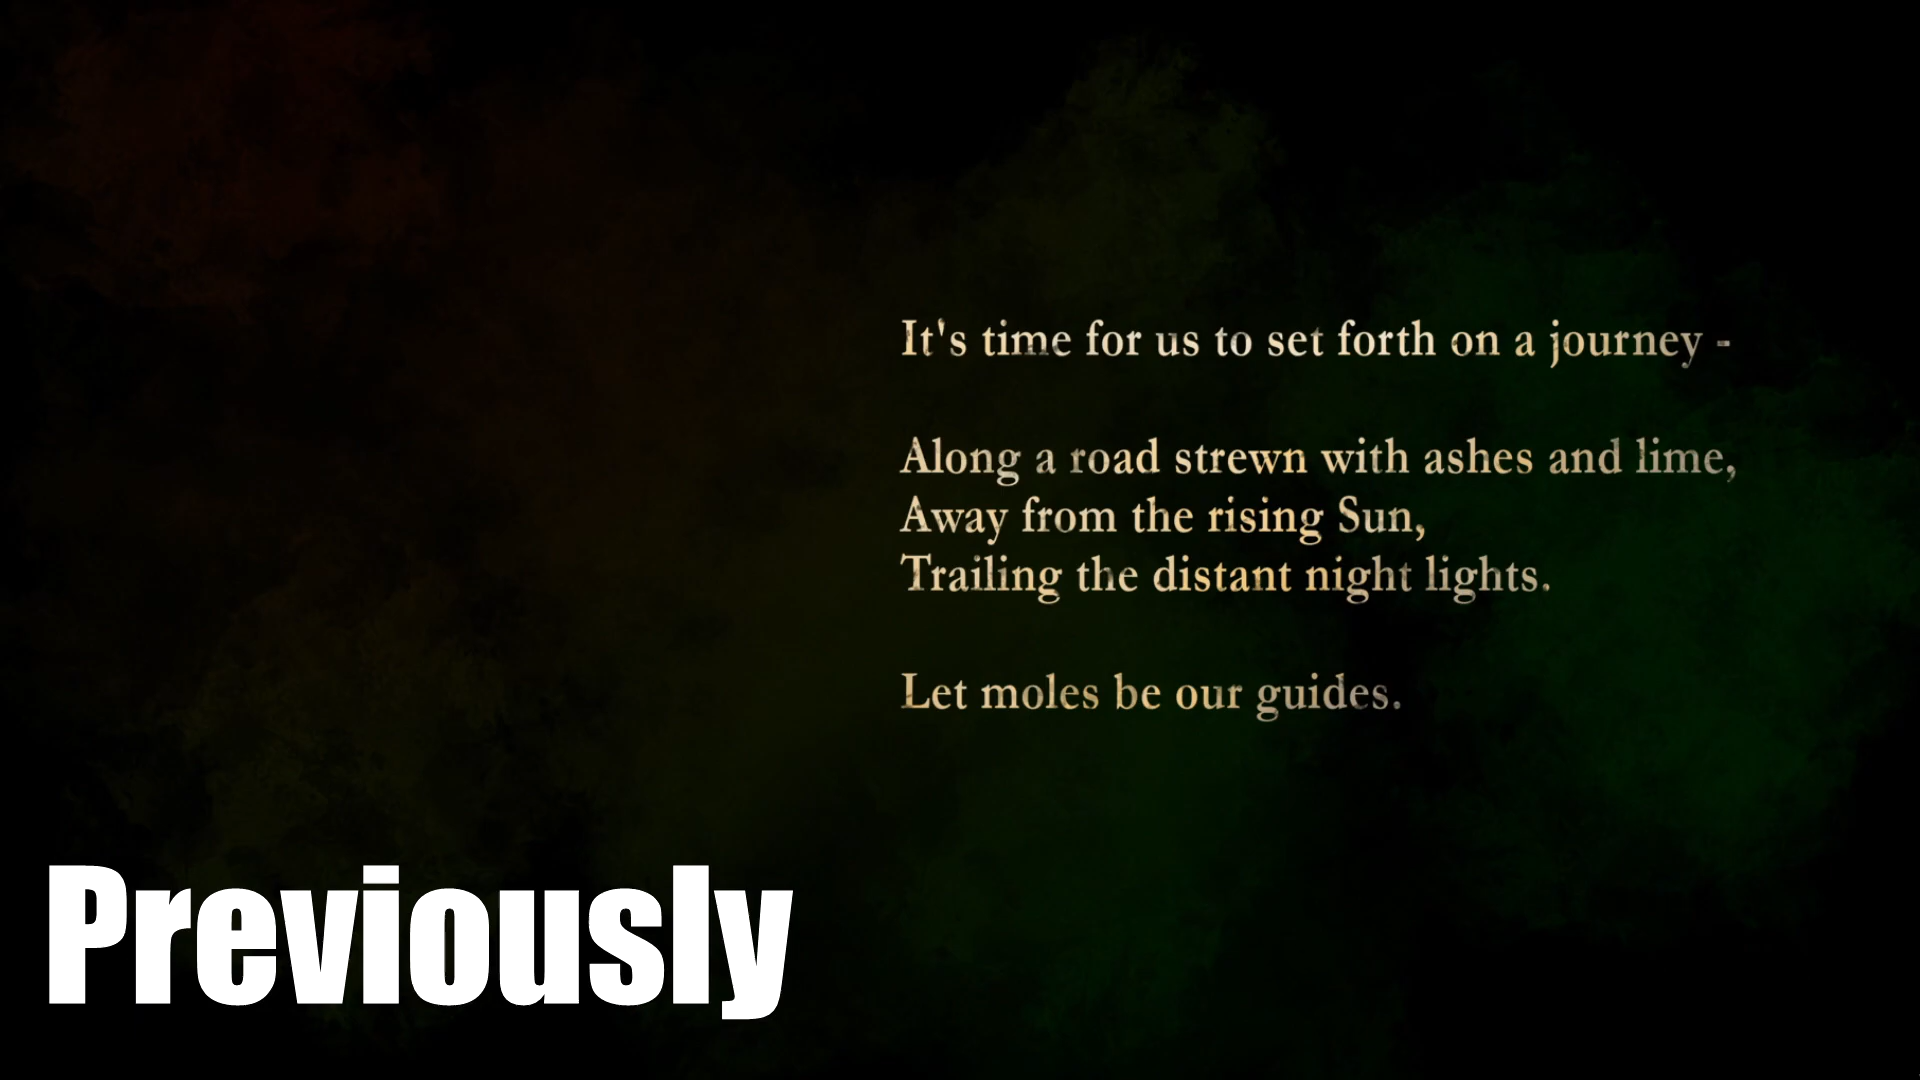 It's time for us to set forth on a journey -
Along a road strewn with ashes and lime,
Away from the rising Sun,
Trailing the distant night lights.
Let moles be our guides.
Previously